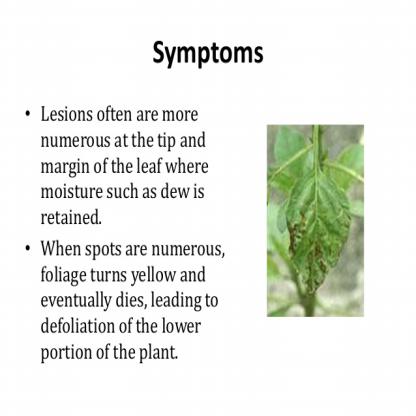 Symptoms
• Lesions often are more
numerous at the tip and
margin of the leaf where
moisture such as dew is
retained.
• When spots are numerous,
foliage turns yellow and
eventually dies, leading to
defoliation of the lower
portion of the plant.